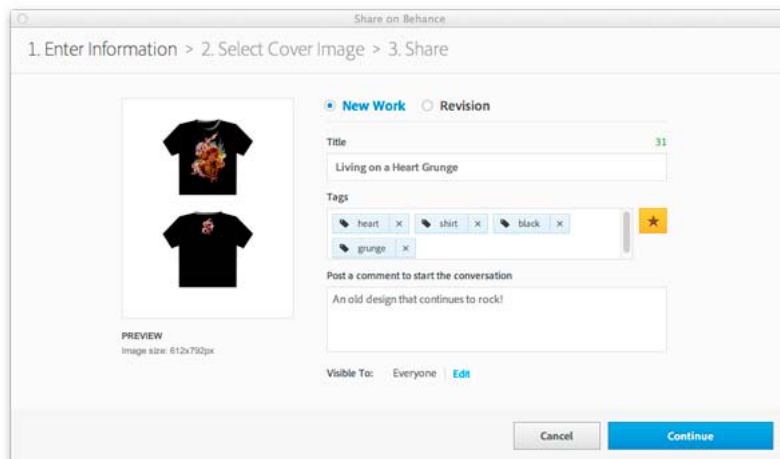 Share on Behance
1. Enter Information > 2. Select Cover Image > 3. Share
New Work Revision
Title 31
Living on a Heart Grunge
Tags
heart × shirt × black ×
grunge ×
Post a comment to start the conversation
An old design that continues to rock!
PREVIEW
Image size: 612x792px
Visible To: Everyone Edit
Cancel Continue